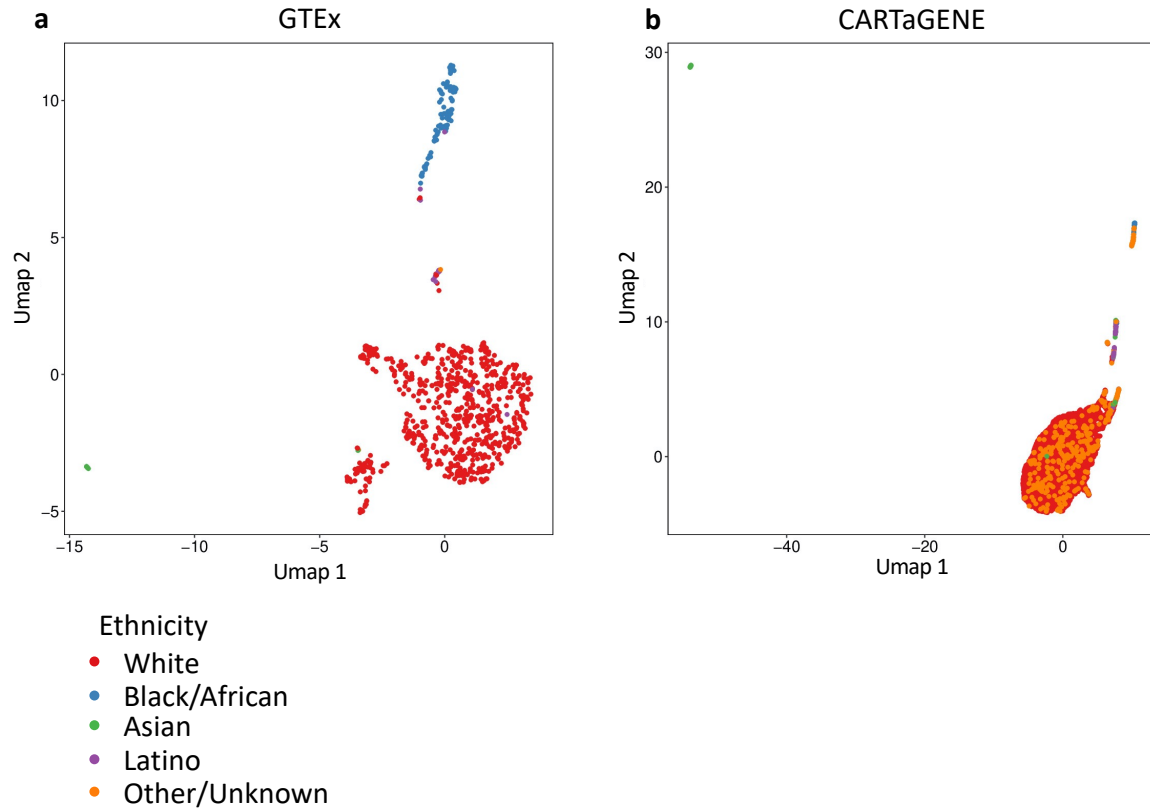 a
GTEx
b
CARTaGENE
10
5
0
−5
Umap 2
−15
−10
−5
0
Umap 1
30
20
10
0
Umap 2
−40
−20
0
Umap 1
Ethnicity
White
Black/African
Asian
Latino
Other/Unknown